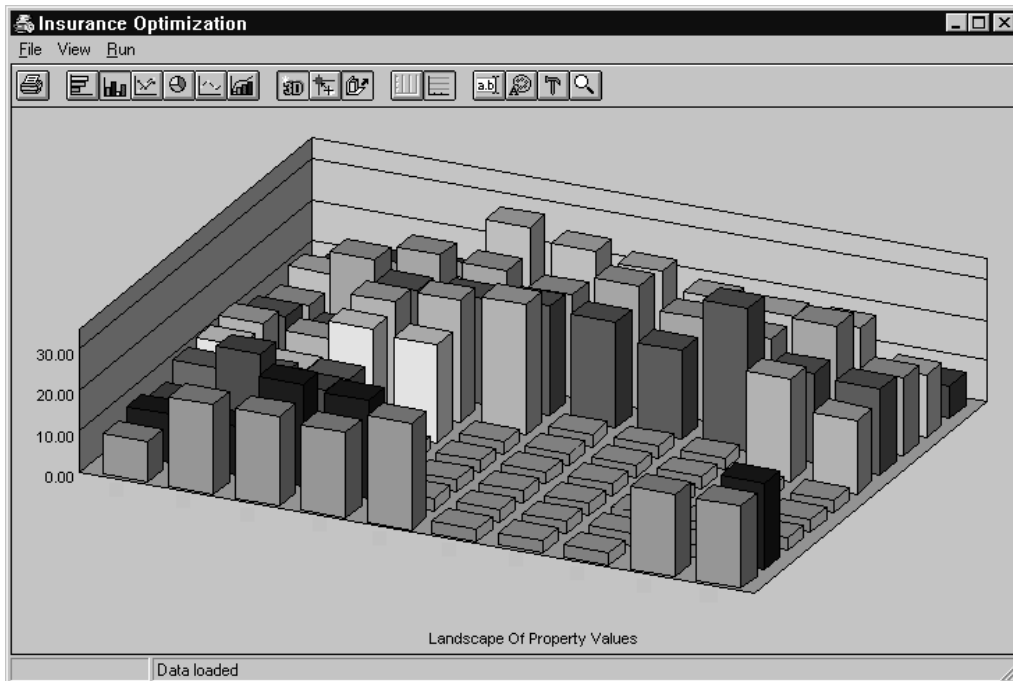 Insurance Optimization
File View Run
3D
a.b
A
30.00
20.00
10.00
0.00
Landscape Of Property Values
Data loaded